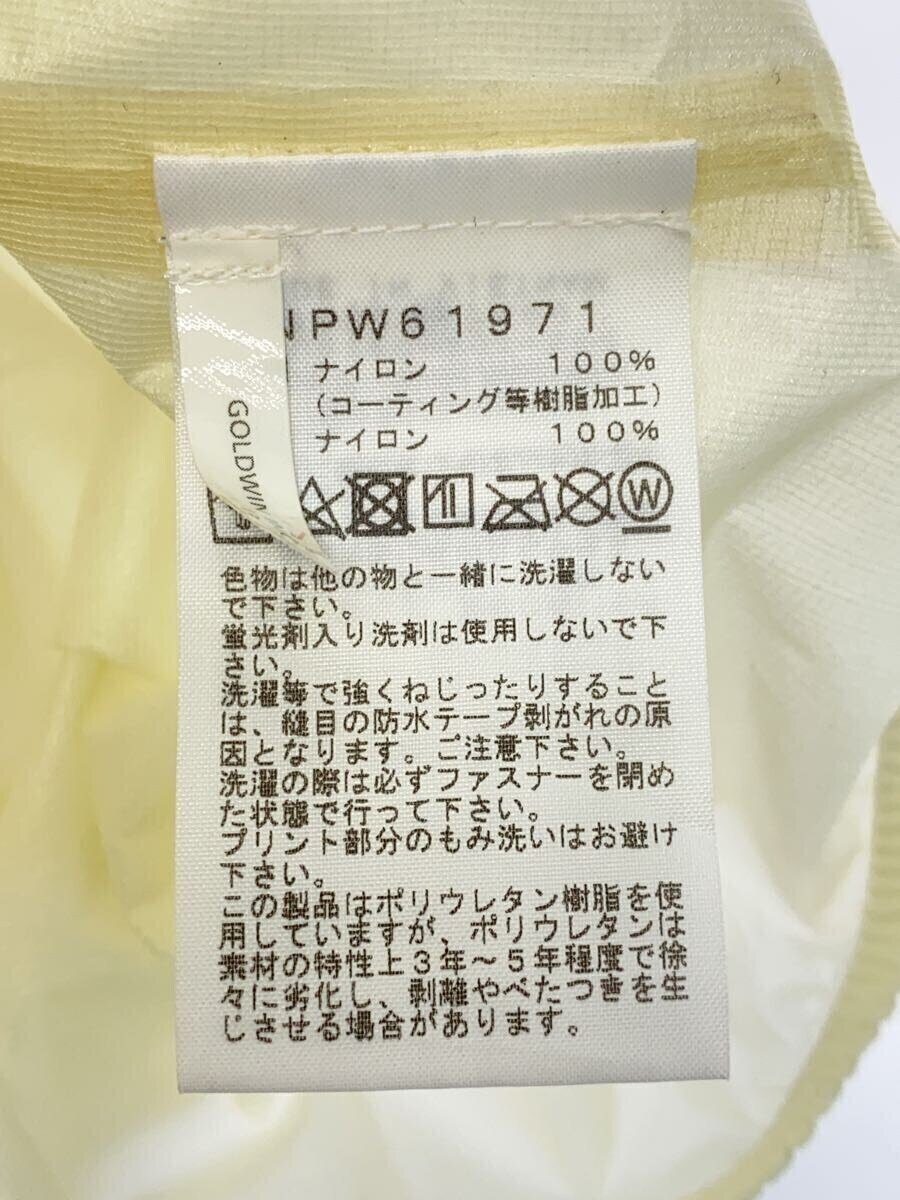 NPW61971
ナイロン 100%
(コーティング等樹脂加工)
ナイロン 100%
GOLDWIN
W
色物は他の物と一緒に洗濯しない
で下さい。
蛍光剤入り洗剤は使用しないで下
さい。
洗濯等で強くねじったりすること
は、縫目の防水テープ剥がれの原
因となります。ご注意下さい。
洗濯の際は必ずファスナーを閉め
た状態で行って下さい。
プリント部分のもみ洗いはお避け
下さい。
この製品はポリウレタン樹脂を使
用していますが、ポリウレタンは
素材の特性上3年～5年程度で徐
々に劣化し、剥離やべたつきを生
じさせる場合があります。